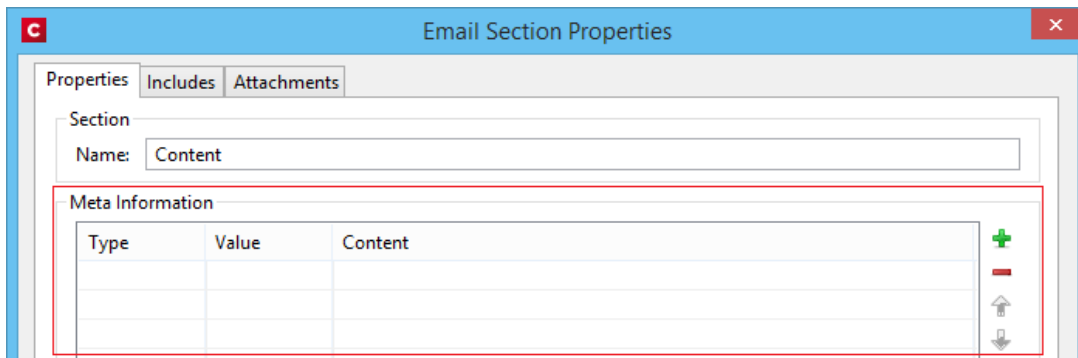 C Email Section Properties
Properties Includes Attachments
Section
Name: Content
Meta Information
Type Value Content